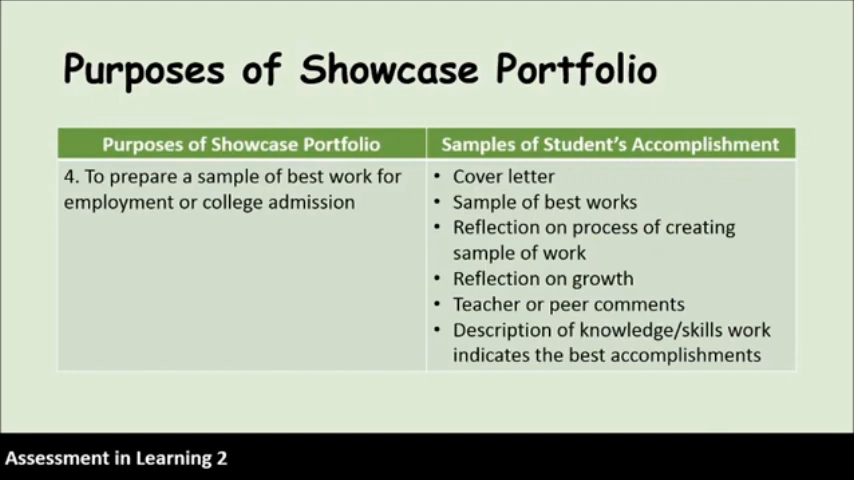 Purposes of Showcase Portfolio
Purposes of Showcase Portfolio
Samples of Student's Accomplishment
4. To prepare a sample of best work for
employment or college admission
• Cover letter
• Sample of best works
• Reflection on process of creating
sample of work
• Reflection on growth
• Teacher or peer comments
• Description of knowledge/skills work
indicates the best accomplishments
Assessment in Learning 2